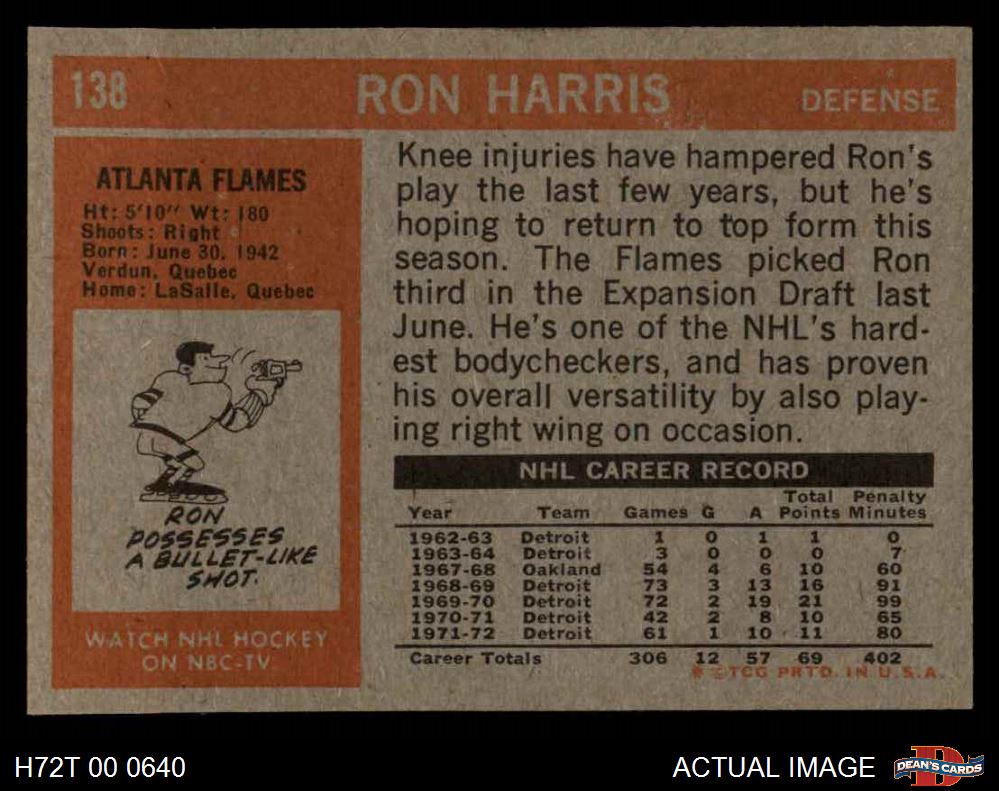 138
RON HARRIS
DEFENSE
ATLANTA FLAMES
Ht: 5'10" Wt: 180
Shoots: Right
Born: June 30, 1942
Verdun, Quebec
Home: LaSalle, Quebec
RON
POSSESSES
A BULLET-LIKE
SHOT.
WATCH NHL HOCKEY
ON NBC-TV
Knee injuries have hampered Ron's
play the last few years, but he's
hoping to return to top form this
season. The Flames picked Ron
third in the Expansion Draft last
June. He's one of the NHL's hard-
est bodycheckers, and has proven
his overall versatility by also play-
ing right wing on occasion.
NHL CAREER RECORD
Year Team Games G A Total Points Penalty Minutes
1962-63 Detroit 1 0 1 1 0
1963-64 Detroit 3 0 0 0 7
1967-68 Oakland 54 4 6 10 60
1968-69 Detroit 73 3 13 16 91
1969-70 Detroit 72 2 19 21 99
1970-71 Detroit 42 2 8 10 65
1971-72 Detroit 61 1 10 11 80
Career Totals 306 12 57 69 402
© TCG PRTD. IN U.S.A.
H72T 00 0640
ACTUAL IMAGE
DEAN'S CARDS